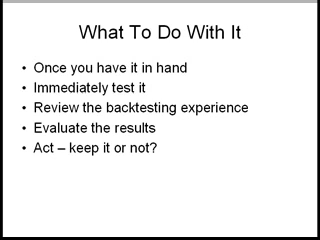 What To Do With It
• Once you have it in hand
• Immediately test it
• Review the backtesting experience
• Evaluate the results
• Act – keep it or not?